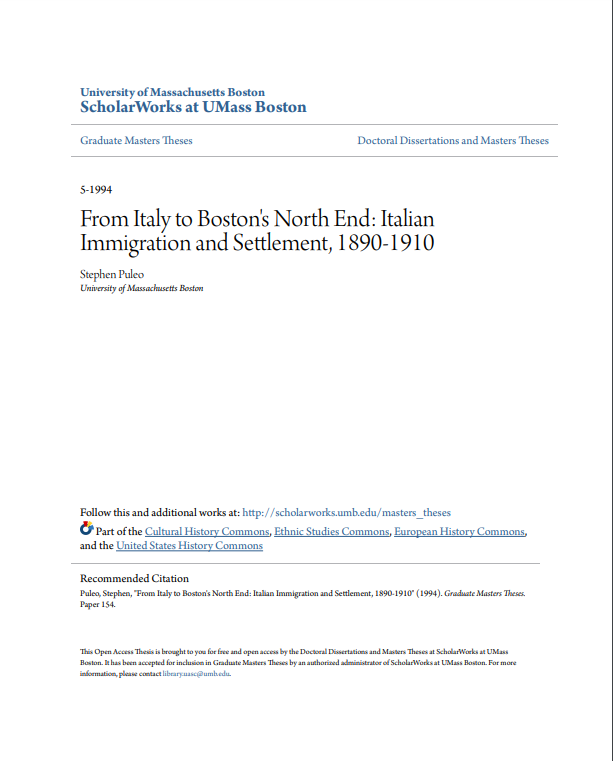 University of Massachusetts Boston
ScholarWorks at UMass Boston
Graduate Masters Theses
Doctoral Dissertations and Masters Theses
5-1994
From Italy to Boston's North End: Italian
Immigration and Settlement, 1890-1910
Stephen Puleo
University of Massachusetts Boston
Follow this and additional works at: http://scholarworks.umb.edu/masters_theses
Part of the Cultural History Commons, Ethnic Studies Commons, European History Commons,
and the United States History Commons
Recommended Citation
Puleo, Stephen, "From Italy to Boston's North End: Italian Immigration and Settlement, 1890-1910" (1994). Graduate Masters Theses.
Paper 154.
This Open Access Thesis is brought to you for free and open access by the Doctoral Dissertations and Masters Theses at ScholarWorks at UMass
Boston. It has been accepted for inclusion in Graduate Masters Theses by an authorized administrator of ScholarWorks at UMass Boston. For more
information, please contact library.uasc@umb.edu.